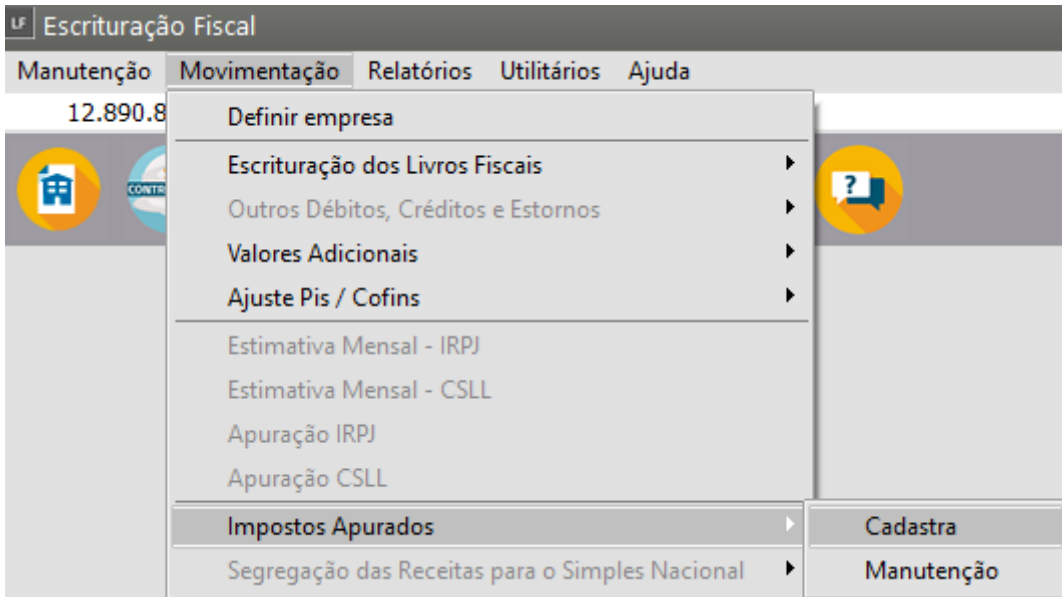 LF Escrituração Fiscal
Manutenção Movimentação Relatórios Utilitários Ajuda
12.890.8
Definir empresa
Escrituração dos Livros Fiscais
CONTR
Outros Débitos, Créditos e Estornos
?
Valores Adicionais
Ajuste Pis / Cofins
Estimativa Mensal - IRPJ
Estimativa Mensal - CSLL
Apuração IRPJ
Apuração CSLL
Impostos Apurados
Cadastra
Segregação das Receitas para o Simples Nacional
Manutenção